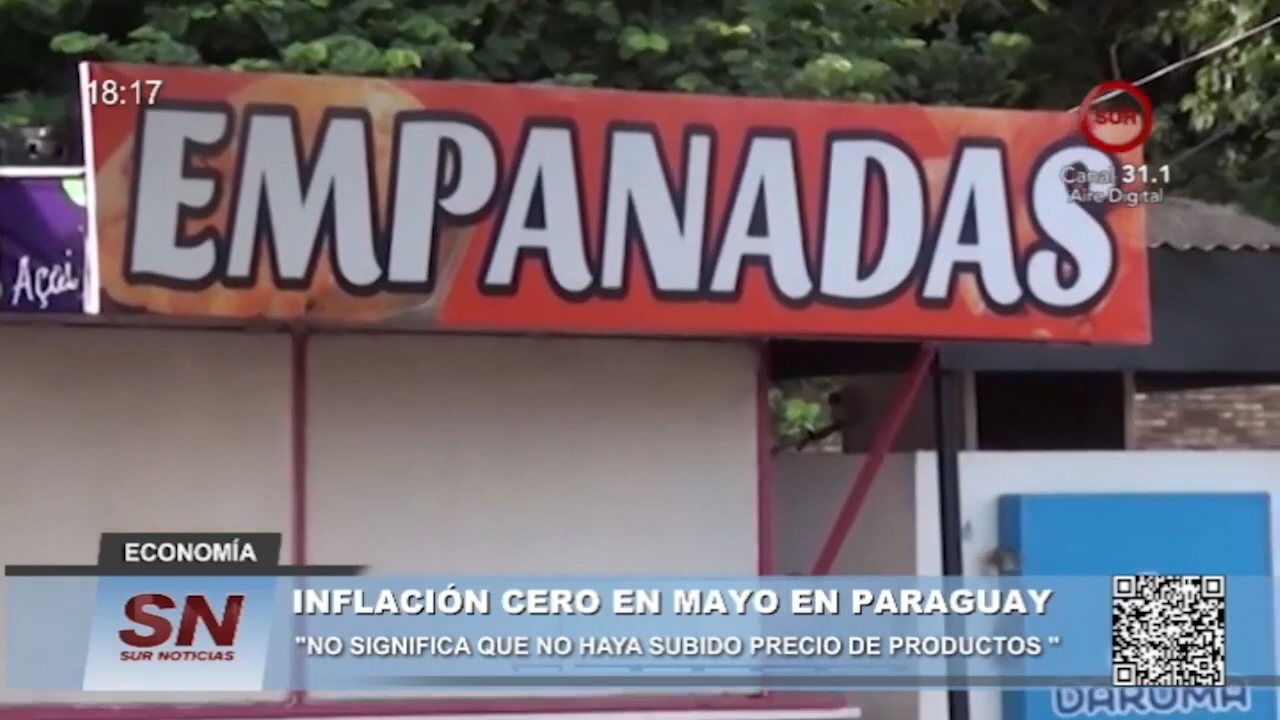 18:17
EMPANADAS
SUR
Canal 31.1
Aire Digital
Açai
ECONOMÍA
SN
SUR NOTICIAS
INFLACIÓN CERO EN MAYO EN PARAGUAY
"NO SIGNIFICA QUE NO HAYA SUBIDO PRECIO DE PRODUCTOS "
DARUMA